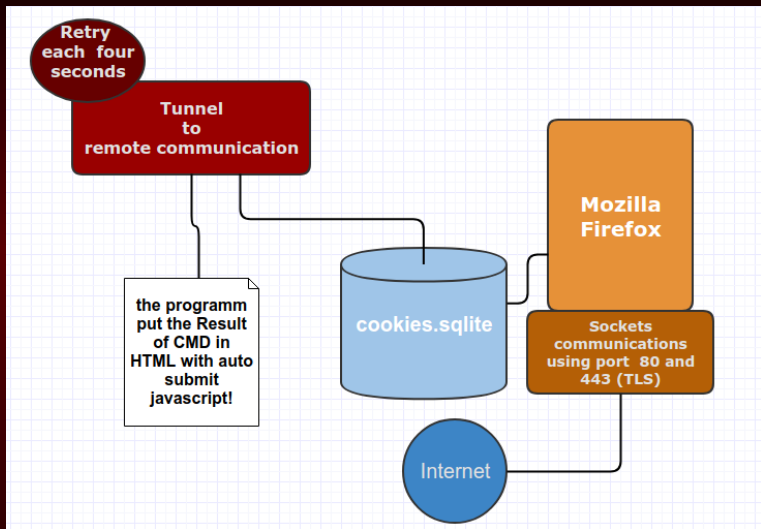 Retry
each four
seconds
Tunnel
to
remote communication
the programm
put the Result
of CMD in
HTML with auto
submit
javascript!
cookies.sqlite
Mozilla
Firefox
Sockets
communications
using port 80 and
443 (TLS)
Internet